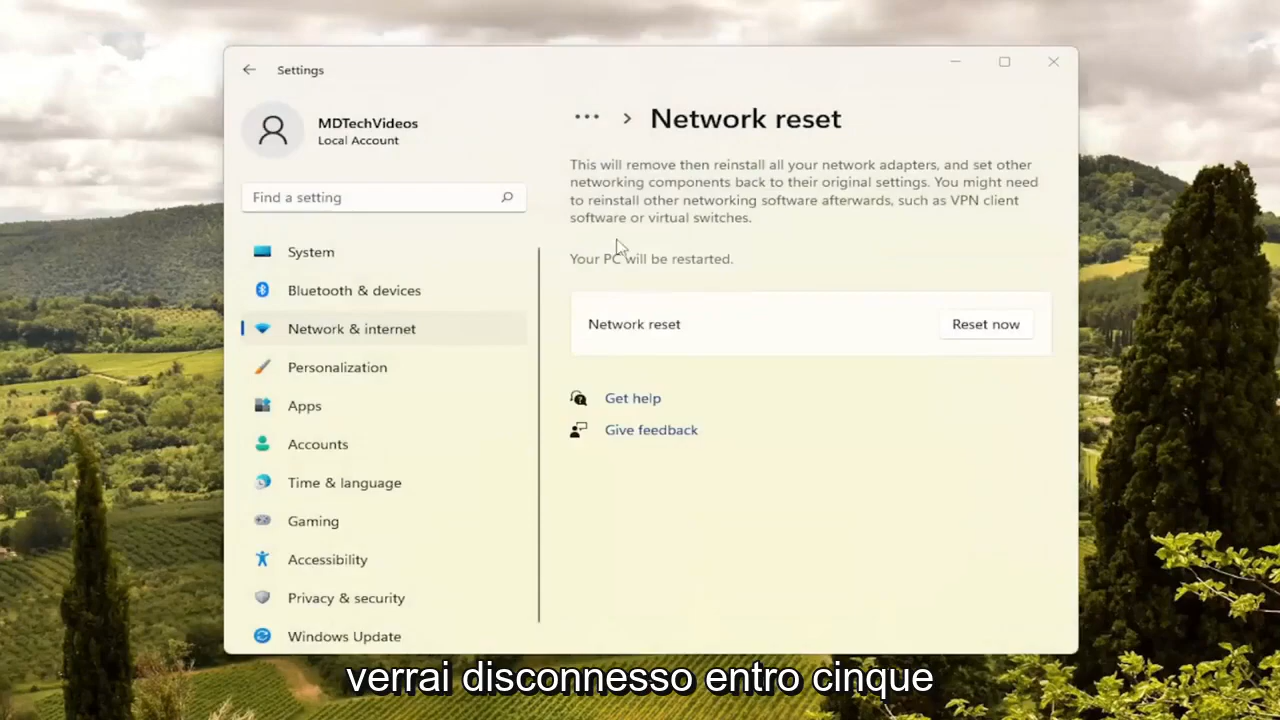 Settings
MDTechVideos
Local Account
Find a setting
System
Bluetooth & devices
Network & internet
Personalization
Apps
Accounts
Time & language
Gaming
Accessibility
Privacy & security
Windows Update
Network reset
This will remove then reinstall all your network adapters, and set other
networking components back to their original settings. You might need
to reinstall other networking software afterwards, such as VPN client
software or virtual switches.
Your PC will be restarted.
Network reset
Reset now
Get help
Give feedback
verrai disconnesso entro cinque